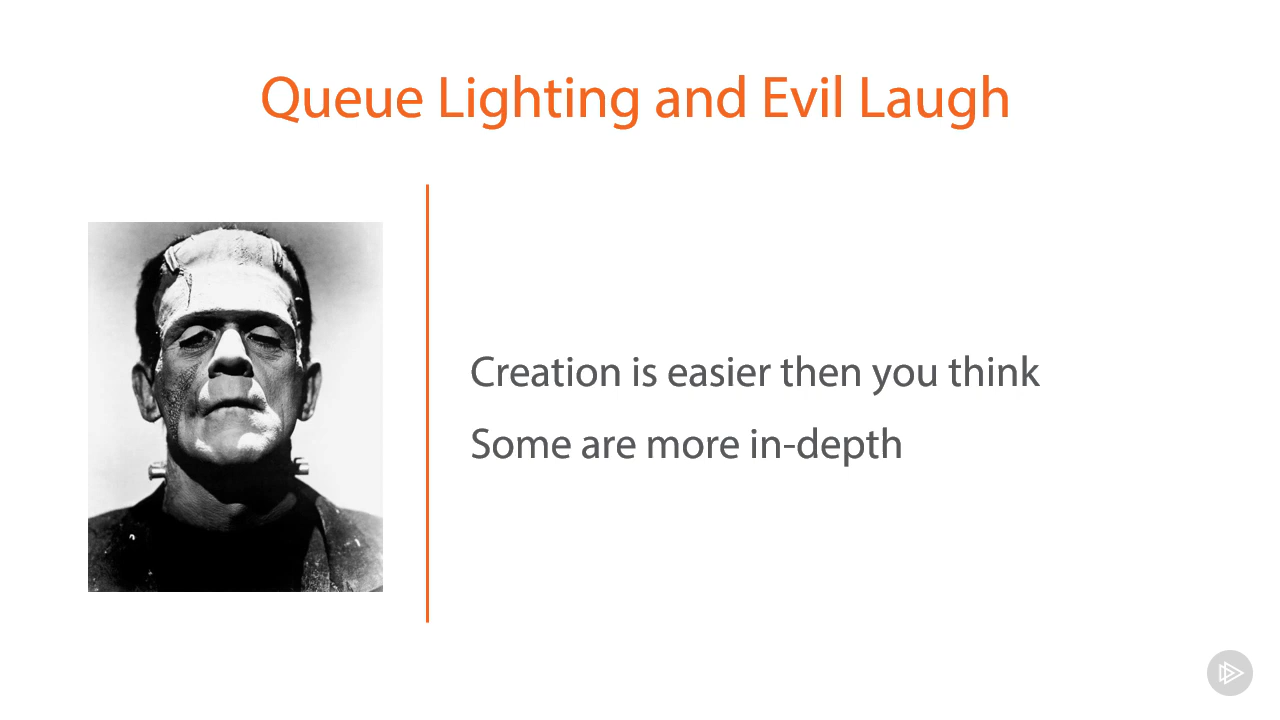 Queue Lighting and Evil Laugh
Creation is easier then you think
Some are more in-depth